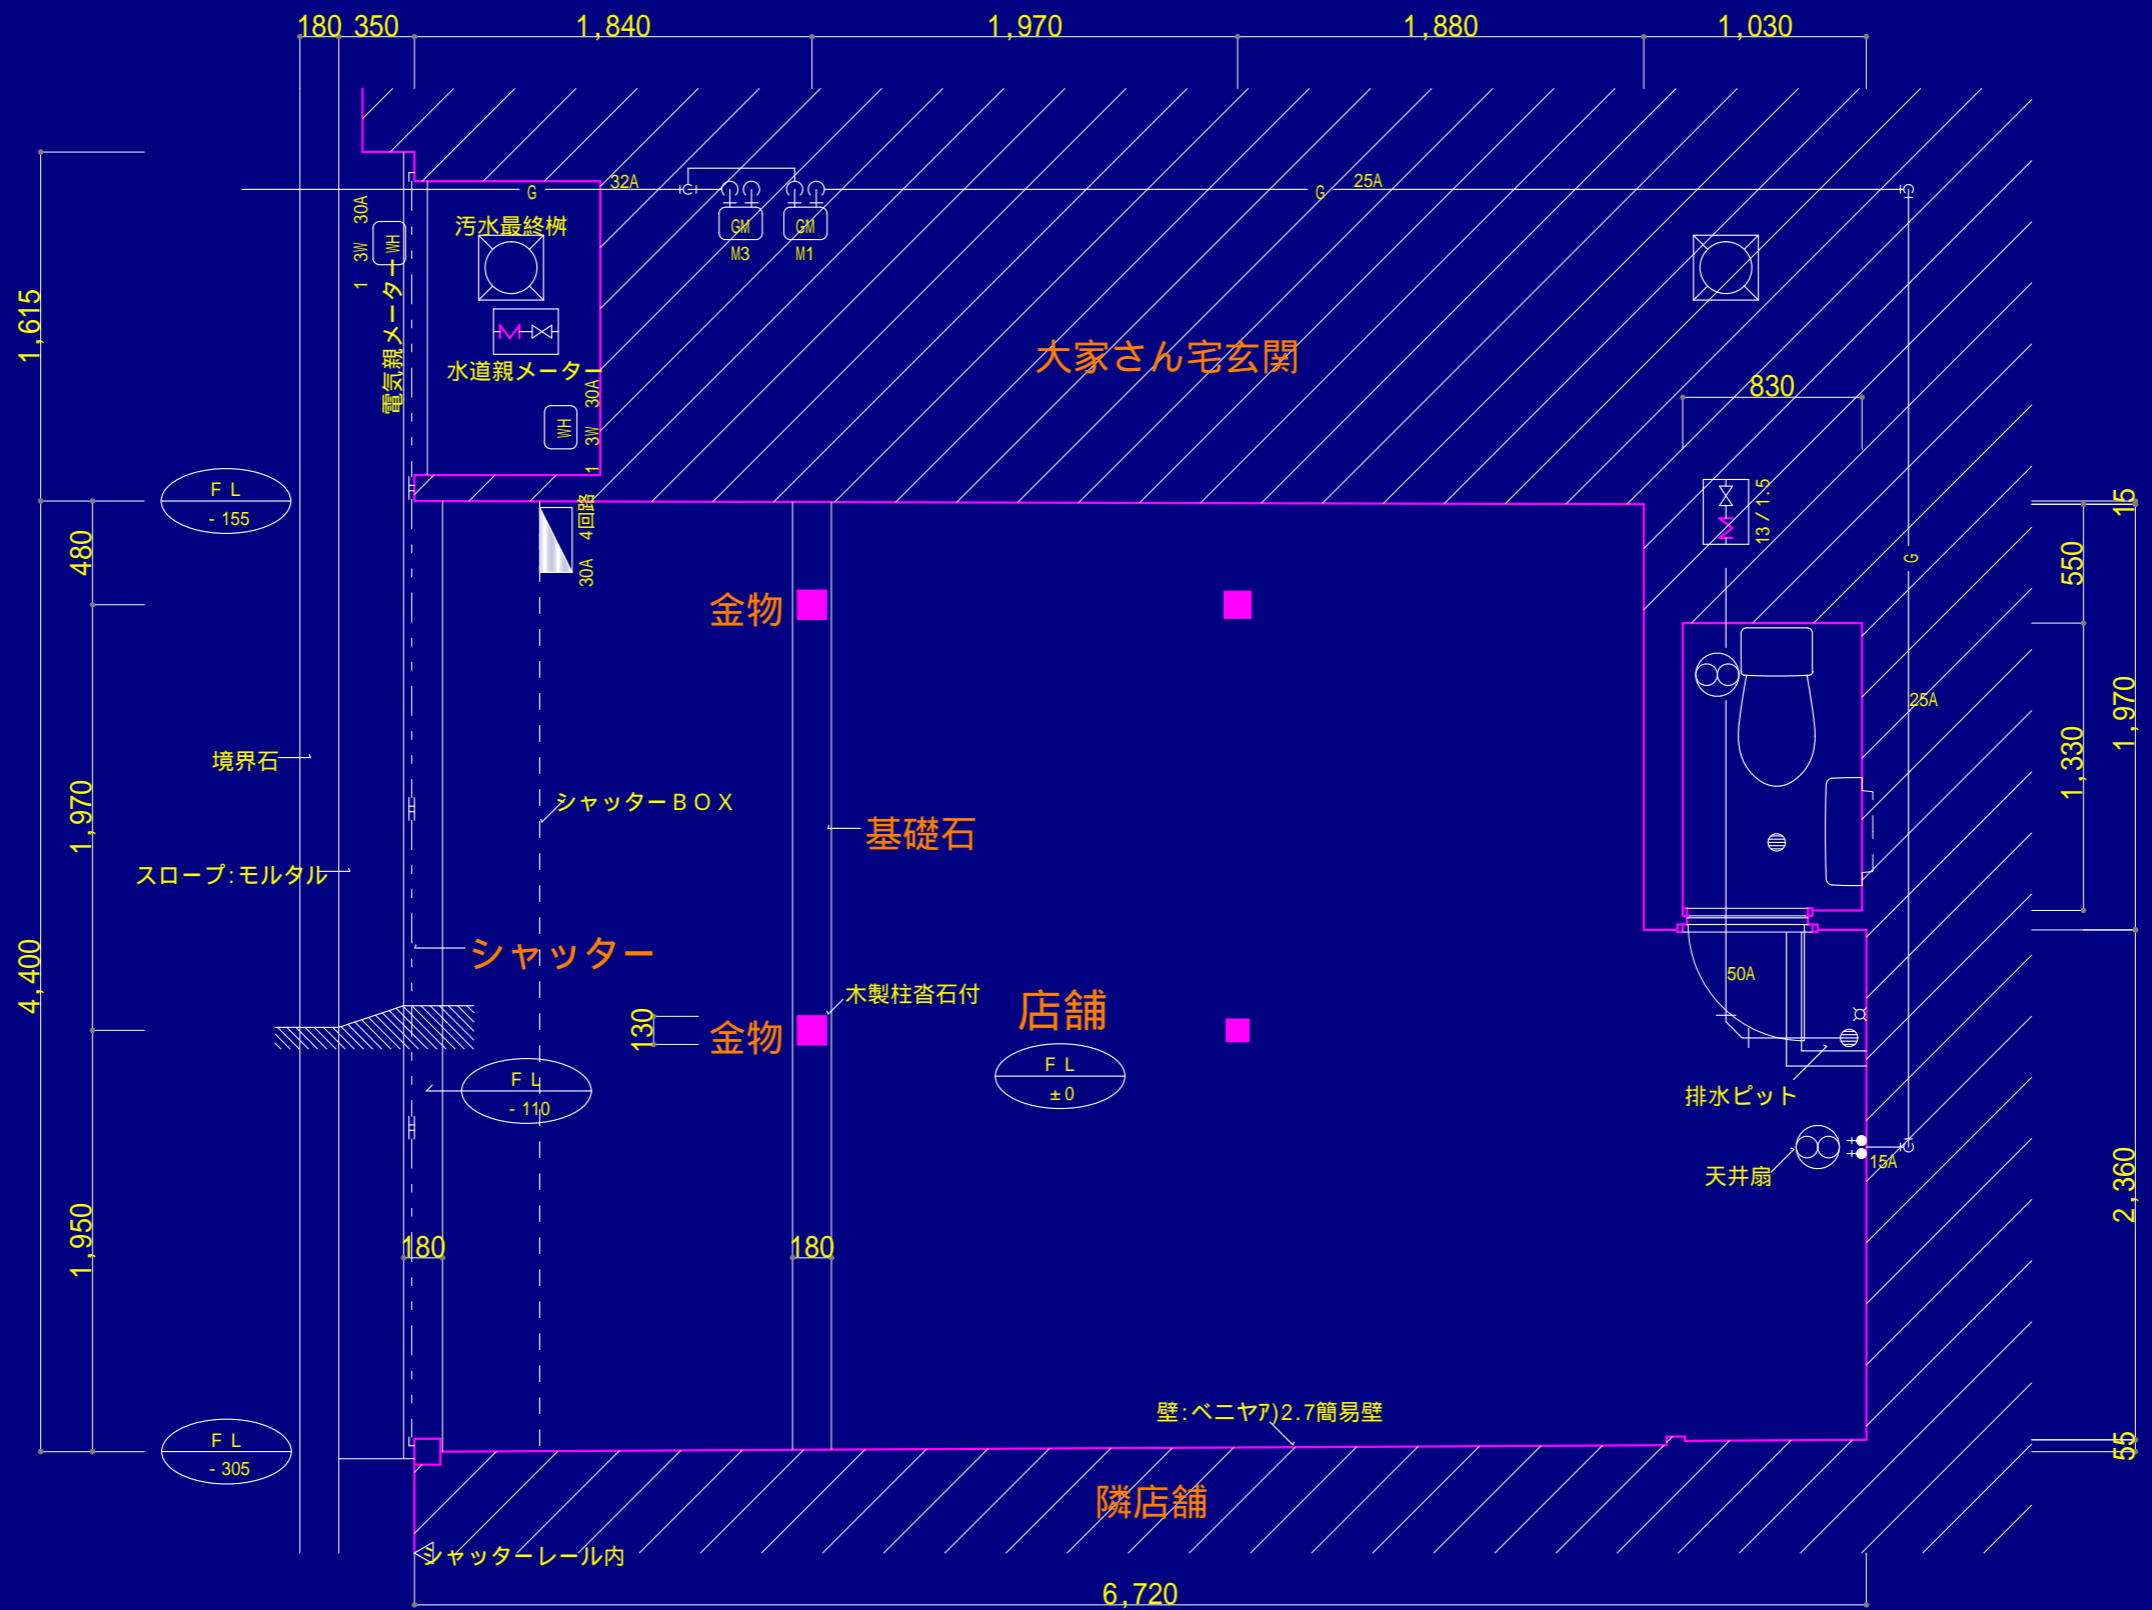 180 350 1,840 1,970 1,880 1,030
G 32A G 25A
汚水最終桝
GM GM
M3 M1
1 3W 30A
WH
電気親メーター
水道親メーター
WH
1 3W 30A
1,615
大家さん宅玄関
830
FL
-155
30A 4回路
13/1.5
15
480
550
金物
G
25A
1,970
境界石
1,330
シャッターBOX
1,970
基礎石
スロープ:モルタル
シャッター
4,400
木製柱沓石付
店舗
50A
130
金物
FL
-110
FL
±0
排水ピット
天井扇
15A
2,360
1,950
180
180
壁:ベニヤｱ)2.7簡易壁
FL
-305
55
隣店舗
シャッターレール内
6,720